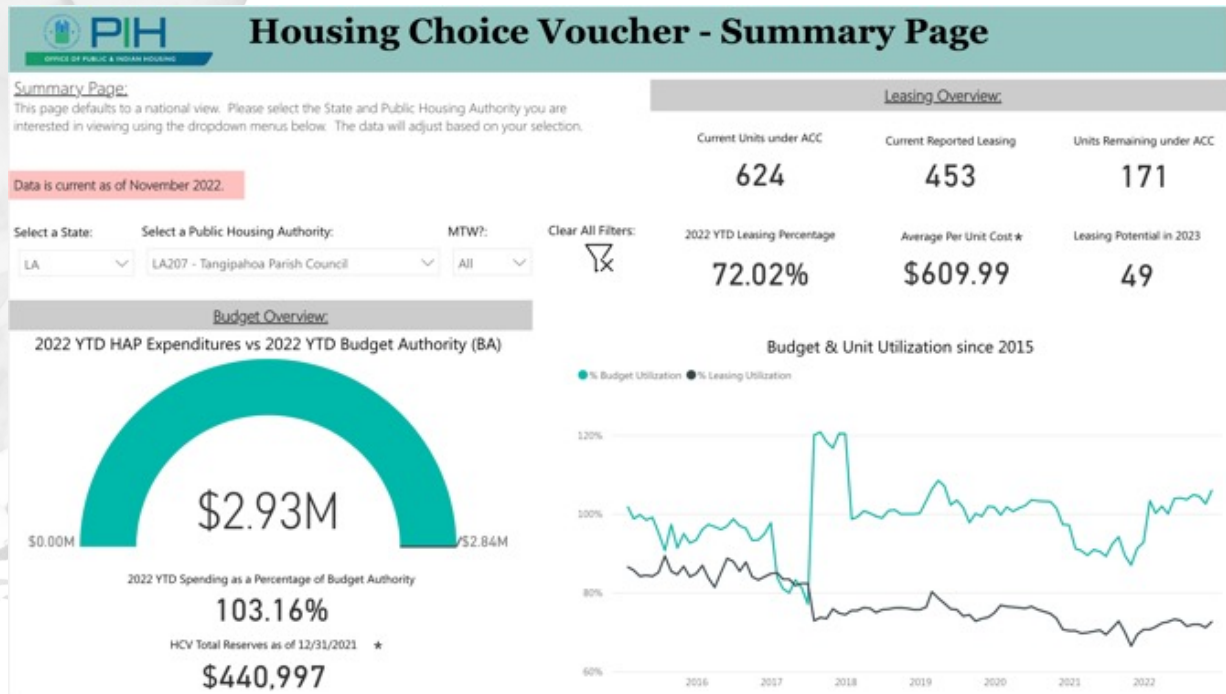 PIH
OFFICE OF PUBLIC & INDIAN HOUSING
Housing Choice Voucher - Summary Page
Summary Page:
This page defaults to a national view. Please select the State and Public Housing Authority you are
interested in viewing using the dropdown menus below. The data will adjust based on your selection.
Data is current as of November 2022.
Select a State:
LA
Select a Public Housing Authority:
LA207 - Tangipahoa Parish Council
MTW?:
All
Clear All Filters:
Leasing Overview:
Current Units under ACC
624
Current Reported Leasing
453
Units Remaining under ACC
171
2022 YTD Leasing Percentage
72.02%
Average Per Unit Cost *
$609.99
Leasing Potential in 2023
49
Budget Overview:
2022 YTD HAP Expenditures vs 2022 YTD Budget Authority (BA)
$2.93M
$0.00M
$2.84M
2022 YTD Spending as a Percentage of Budget Authority
103.16%
HCV Total Reserves as of 12/31/2021 *
$440,997
Budget & Unit Utilization since 2015
% Budget Utilization % Leasing Utilization
120%
100%
80%
60%
2016 2017 2018 2019 2020 2021 2022